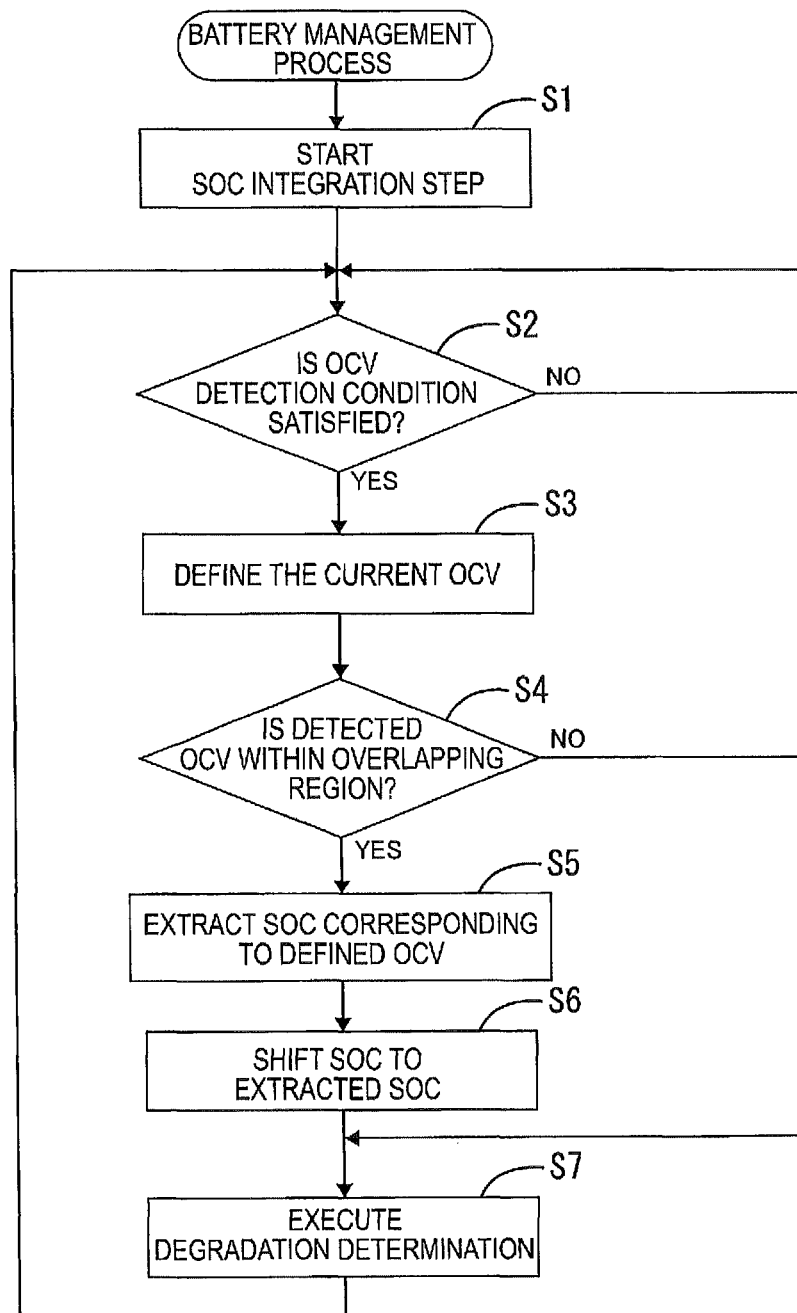 BATTERY MANAGEMENT
PROCESS
S1
START
SOC INTEGRATION STEP
S2
IS OCV
DETECTION CONDITION
SATISFIED?
NO
YES
S3
DEFINE THE CURRENT OCV
S4
IS DETECTED
OCV WITHIN OVERLAPPING
REGION?
NO
YES
S5
EXTRACT SOC CORRESPONDING
TO DEFINED OCV
S6
SHIFT SOC TO
EXTRACTED SOC
S7
EXECUTE
DEGRADATION DETERMINATION